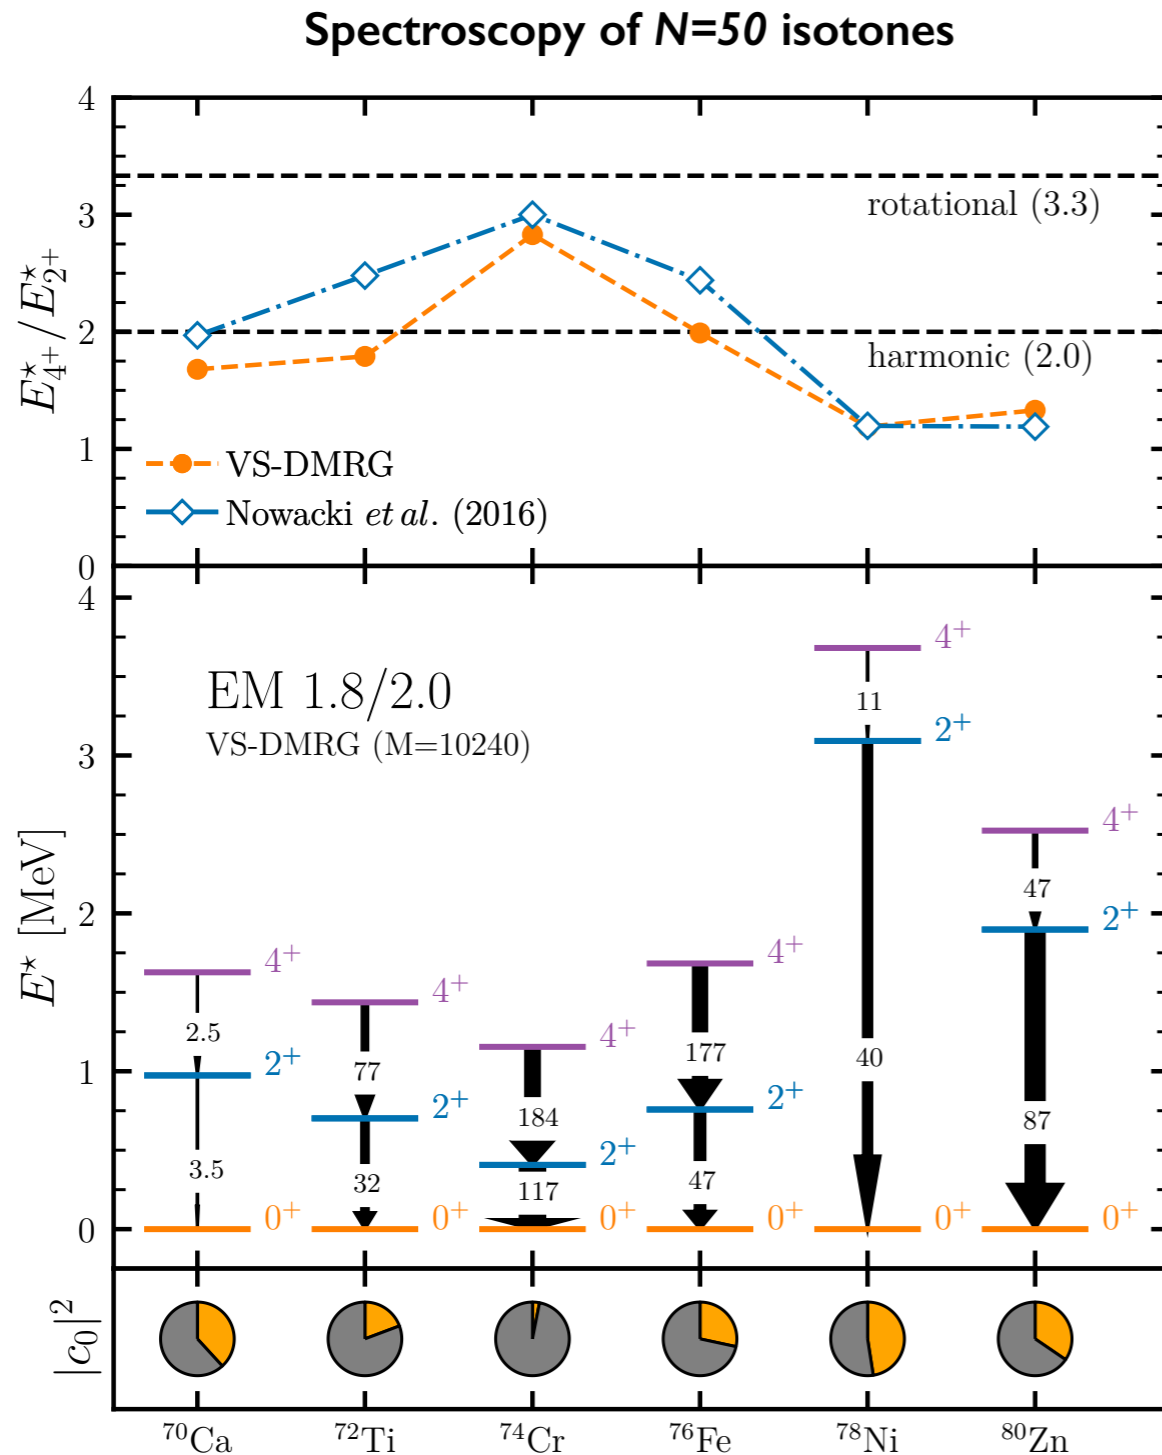 Spectroscopy of N=50 isotones
4
rotational (3.3)
3
E⋆4+/E⋆2+
2
harmonic (2.0)
1
VS-DMRG
Nowacki et al. (2016)
0
4
4+
EM 1.8/2.0
11
2+
VS-DMRG (M=10240)
3
4+
47
2
2+
E⋆ [MeV]
4+
4+
4+
4+
2.5
77
184
177
40
1
2+
2+
2+
2+
87
3.5
32
117
47
0
0+
0+
0+
0+
0+
0+
|c0|2
70Ca
72Ti
74Cr
76Fe
78Ni
80Zn